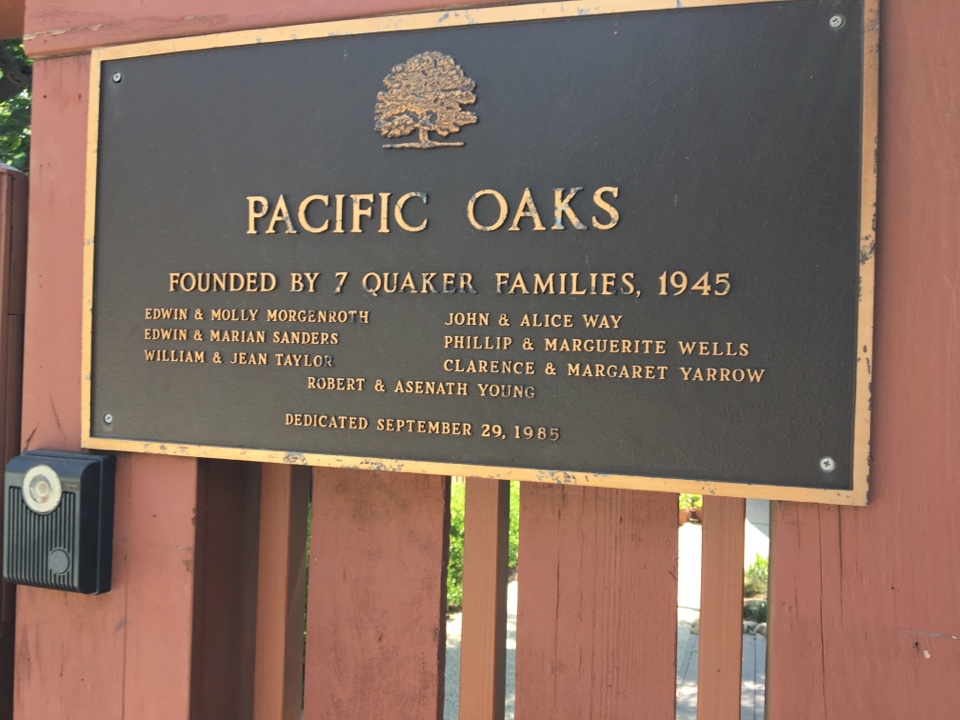 PACIFIC OAKS
FOUNDED BY 7 QUAKER FAMILIES, 1945
EDWIN & MOLLY MORGENROTH
EDWIN & MARIAN SANDERS
WILLIAM & JEAN TAYLOR
JOHN & ALICE WAY
PHILLIP & MARGUERITE WELLS
CLARENCE & MARGARET YARROW
ROBERT & ASENATH YOUNG
DEDICATED SEPTEMBER 29, 1985